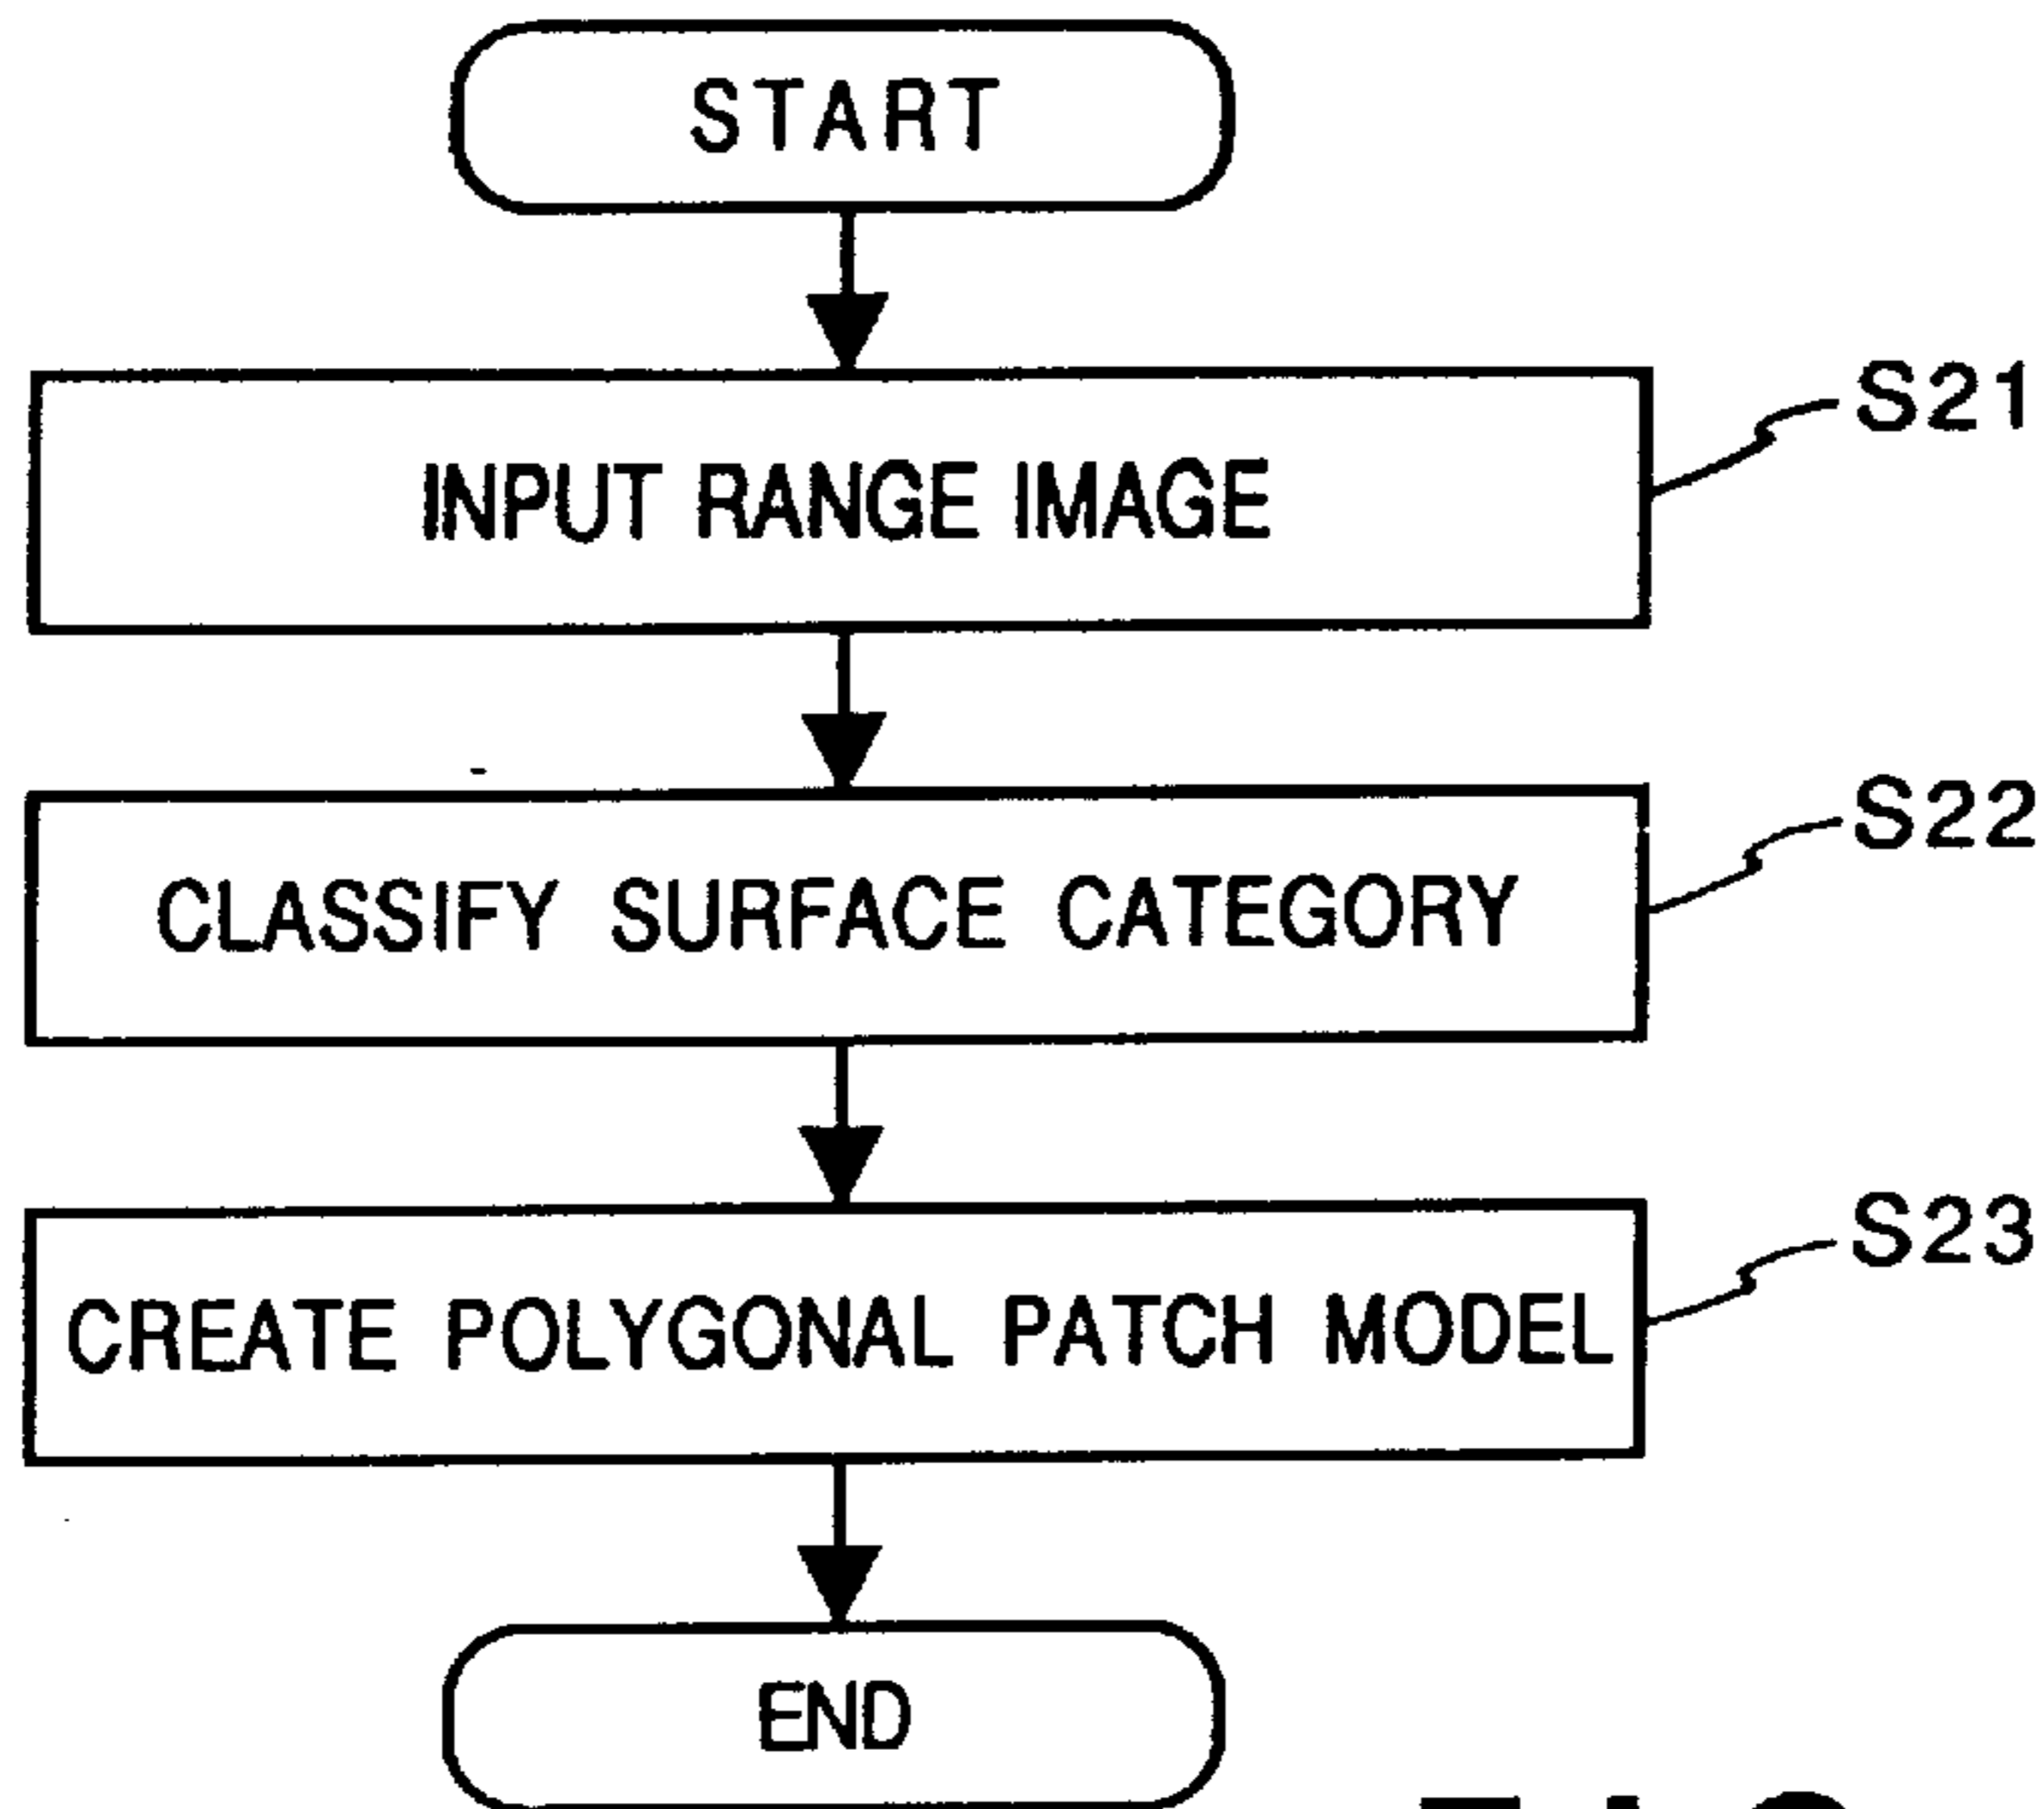 START
INPUT RANGE IMAGE
S21
CLASSIFY SURFACE CATEGORY
S22
CREATE POLYGONAL PATCH MODEL
S23
END